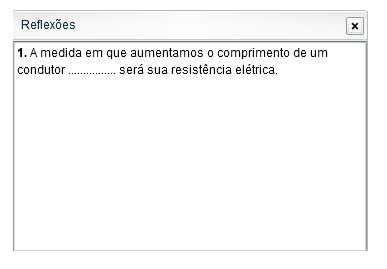 Reflexões
1. A medida em que aumentamos o comprimento de um
condutor ................ será sua resistência elétrica.